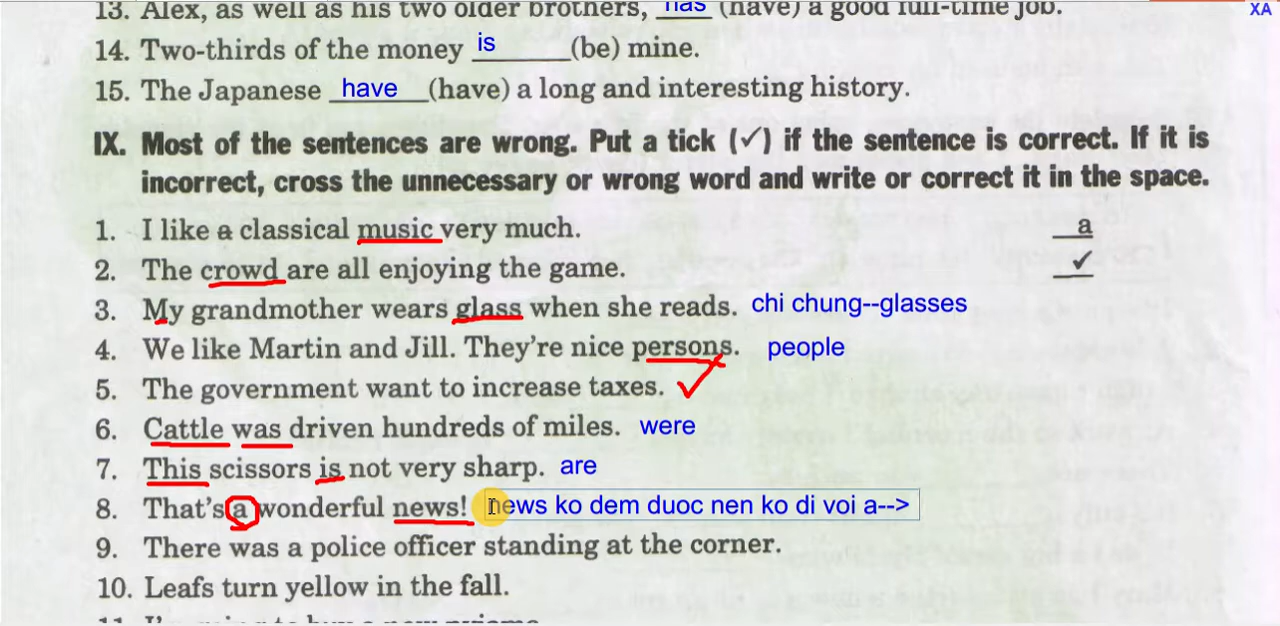 13. Alex, as well as his two older brothers, has (have) a good full-time job. XA
14. Two-thirds of the money is (be) mine.
15. The Japanese have (have) a long and interesting history.
IX. Most of the sentences are wrong. Put a tick (✓) if the sentence is correct. If it is
incorrect, cross the unnecessary or wrong word and write or correct it in the space.
1. I like a classical music very much. a
2. The crowd are all enjoying the game. ✓
3. My grandmother wears glass when she reads. chi chung--glasses
4. We like Martin and Jill. They're nice persons. people
5. The government want to increase taxes. ✓
6. Cattle was driven hundreds of miles. were
7. This scissors is not very sharp. are
8. That's a wonderful news! news ko dem duoc nen ko di voi a-->
9. There was a police officer standing at the corner.
10. Leafs turn yellow in the fall.